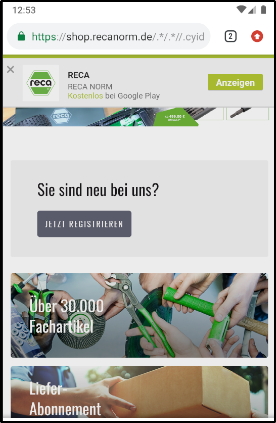 12:53
https://shop.recanorm.de/.*/.*//.cyid
2
reca
RECA
RECA NORM
Kostenlos bei Google Play
Anzeigen
reca
Sie sind neu bei uns?
JETZT REGISTRIEREN
Über 30.000
Fachartikel
Liefer
Abonnement